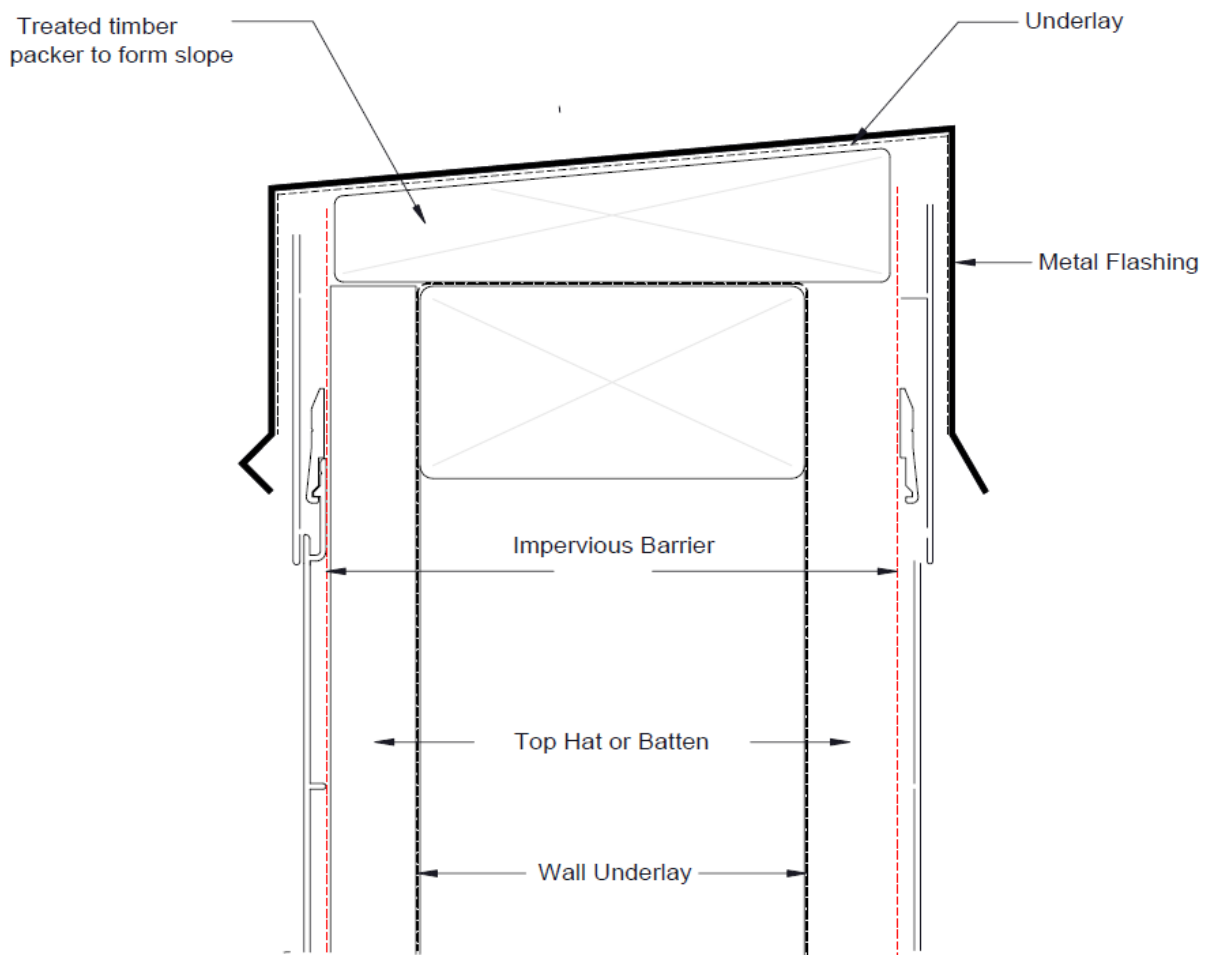 Treated timber
packer to form slope
Underlay
Metal Flashing
Impervious Barrier
Top Hat or Batten
Wall Underlay